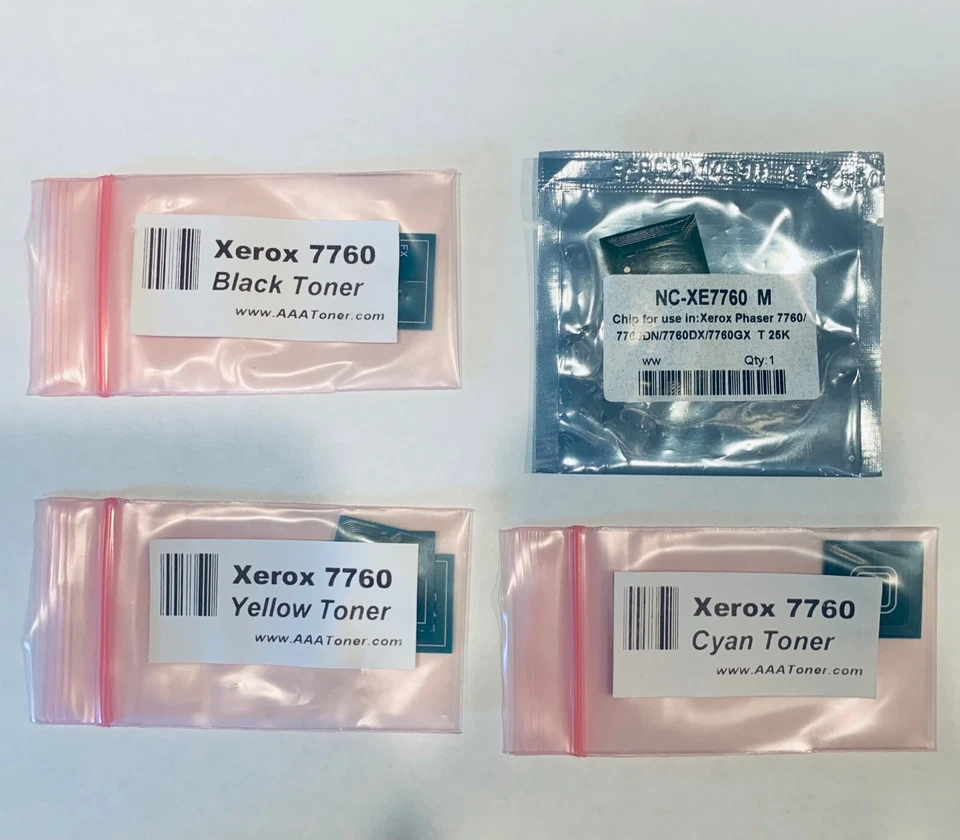 Xerox 7760
Black Toner
www.AAAToner.com
NC-XE7760 M
Chip for use in:Xerox Phaser 7760/
DN/7760DX/7760GX T 25K
ww Qty:1
Xerox 7760
Yellow Toner
www.AAAToner.com
Xerox 7760
Cyan Toner
www.AAAToner.com